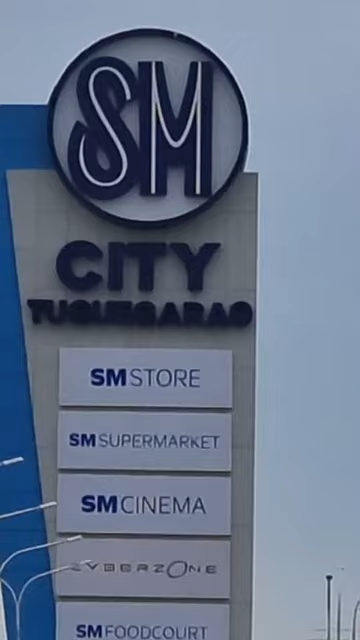 SM
CITY
TUGUEGARAO
SM STORE
SM SUPERMARKET
SM CINEMA
CYBERZONE
SM FOODCOURT